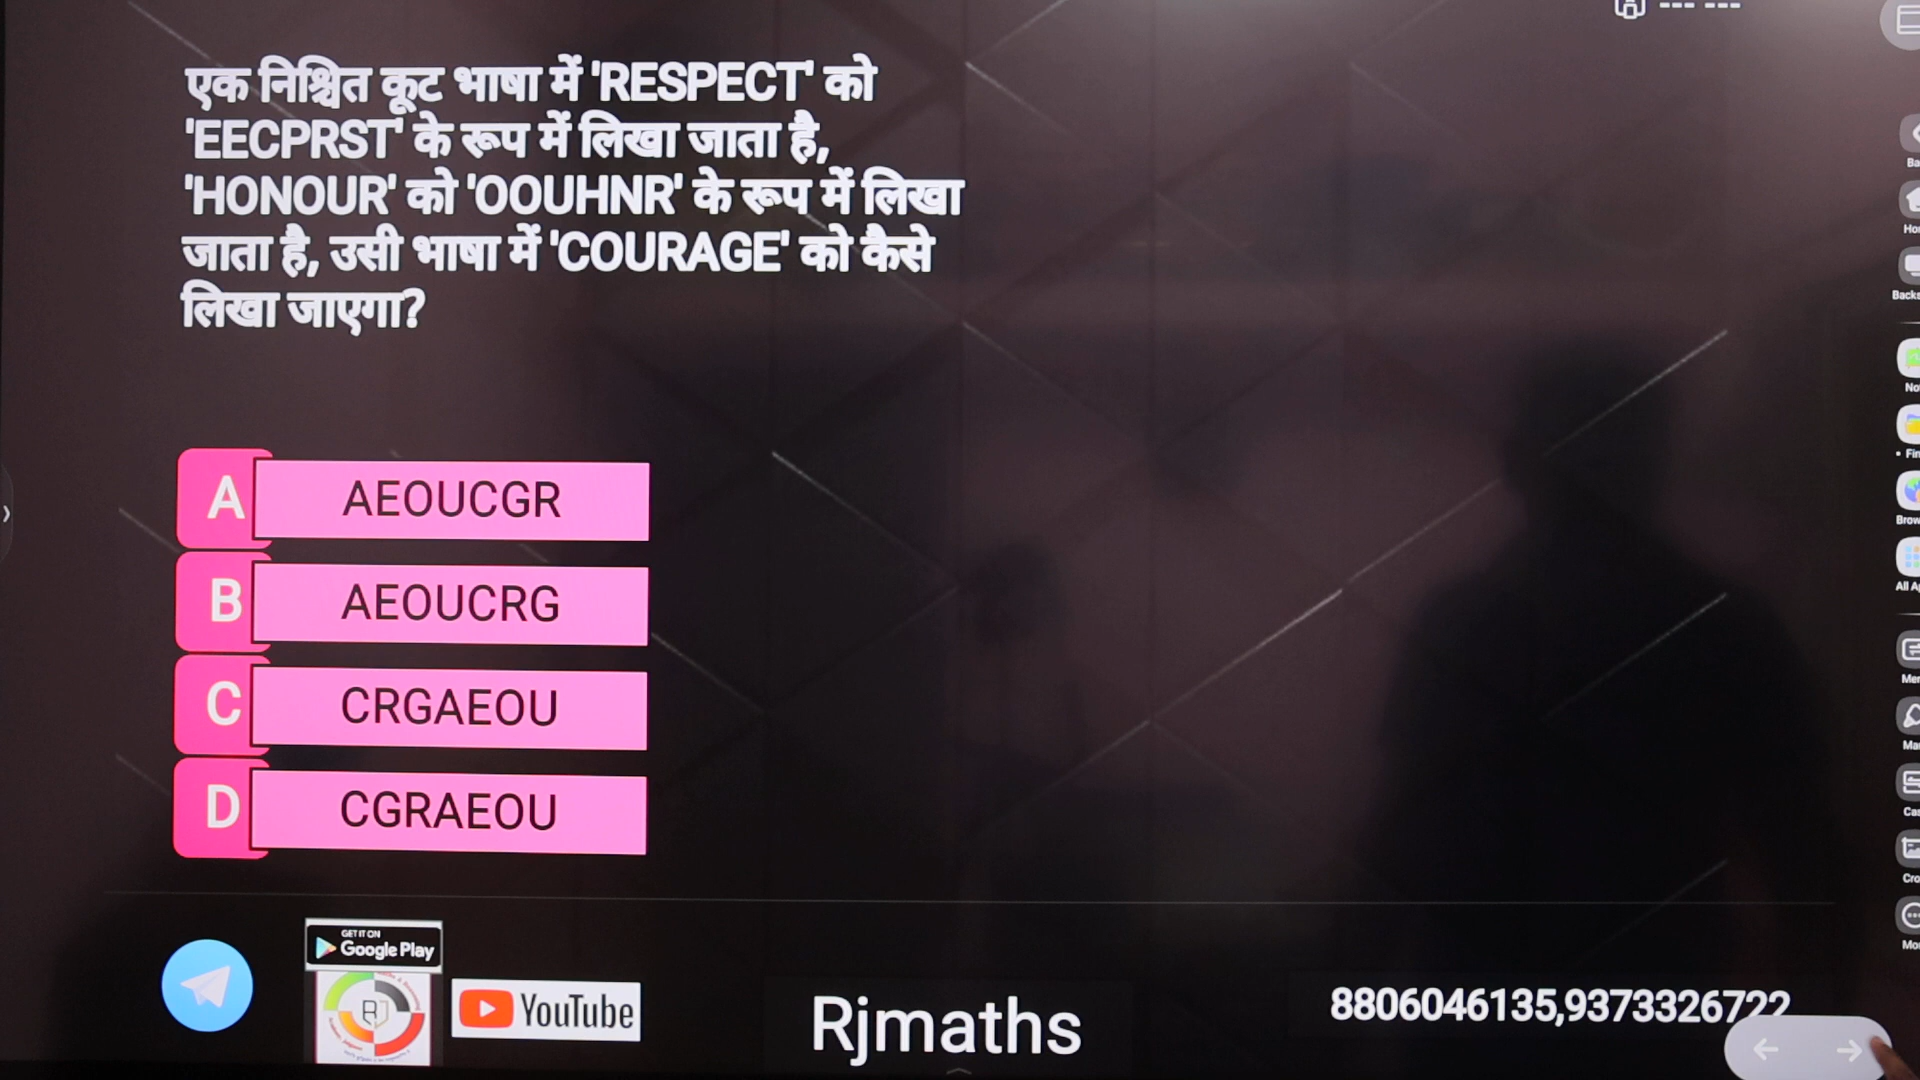 एक निश्चित कूट भाषा में 'RESPECT' को
'EECPRST' के रूप में लिखा जाता है,
'HONOUR' को 'OOUHNR' के रूप में लिखा
जाता है, उसी भाषा में 'COURAGE' को कैसे
लिखा जाएगा?
A AEOUCGR
B AEOUCRG
C CRGAEOU
D CGRAEOU
GET IT ON
Google Play
YouTube
Rjmaths
8806046135,9373326722